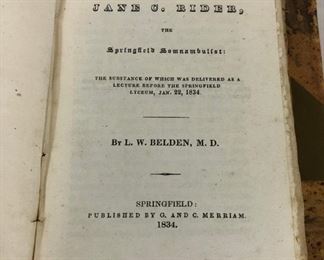 JANE C. RIDER,
THE
Springfield Somnambulist:
THE SUBSTANCE OF WHICH WAS DELIVERED AS A
LECTURE BEFORE THE SPRINGFIELD
LYCEUM, JAN. 22, 1834.
BY L. W. BELDEN, M. D.
SPRINGFIELD:
PUBLISHED BY G. AND C. MERRIAM.
1834.